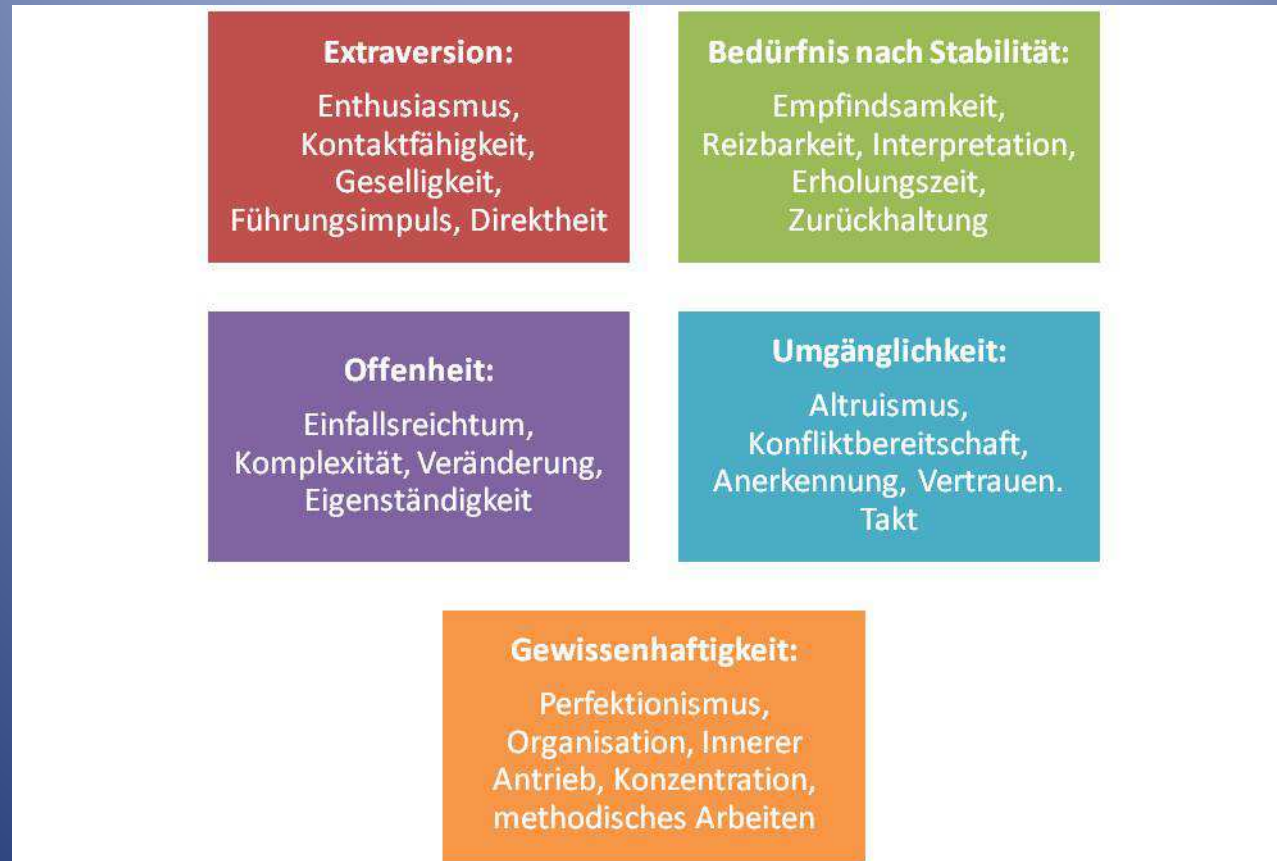 Extraversion:
Enthusiasmus,
Kontaktfähigkeit,
Geselligkeit,
Führungsimpuls, Direktheit
Bedürfnis nach Stabilität:
Empfindsamkeit,
Reizbarkeit, Interpretation,
Erholungszeit,
Zurückhaltung
Offenheit:
Einfallsreichtum,
Komplexität, Veränderung,
Eigenständigkeit
Umgänglichkeit:
Altruismus,
Konfliktbereitschaft,
Anerkennung, Vertrauen.
Takt
Gewissenhaftigkeit:
Perfektionismus,
Organisation, Innerer
Antrieb, Konzentration,
methodisches Arbeiten